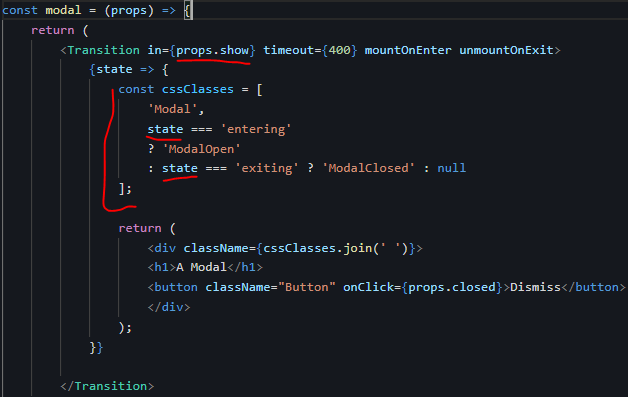 const modal = (props) => {
return (
<Transition in={props.show} timeout={400} mountOnEnter unmountOnExit>
{state => {
const cssClasses = [
'Modal',
state === 'entering'
? 'ModalOpen'
: state === 'exiting' ? 'ModalClosed' : null
];
return (
<div className={cssClasses.join(' ')}>
<h1>A Modal</h1>
<button className="Button" onClick={props.closed}>Dismiss</button>
</div>
);
}}
</Transition>